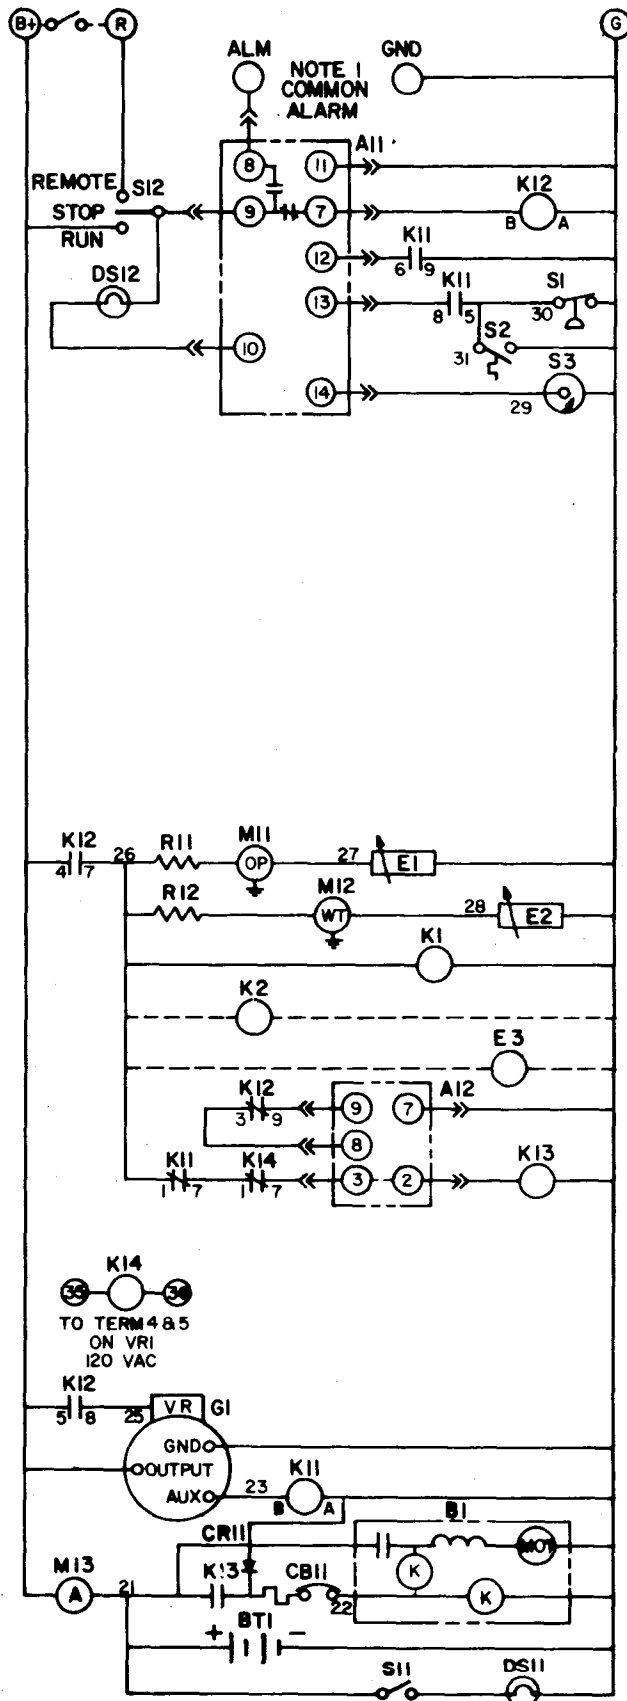 B+ R G
ALM GND
NOTE 1
COMMON
ALARM
A11
8 11
REMOTE S12 K12
STOP 9 7 B A
RUN K11
12 6 9
DS12 K11 S1
13 8 5 30
S2
10 31
S3
14 29
K12 26 R11 M11 27 E1
4 7 OP
R12 M12 28 E2
WT
K1
K2
E3
K12 A12
3 9 9 7
8
K11 K14 K13
1 7 1 7 3 2
K14
35 34
TO TERM 4 & 5
ON VR1
120 VAC
K12
5 8 25 VR G1
GND
OUTPUT K11
AUX 23 B A
CR11 B1
MOT
M13 K13 CB11 K
A 21 22 K
BT1
+ -
S11 DS11